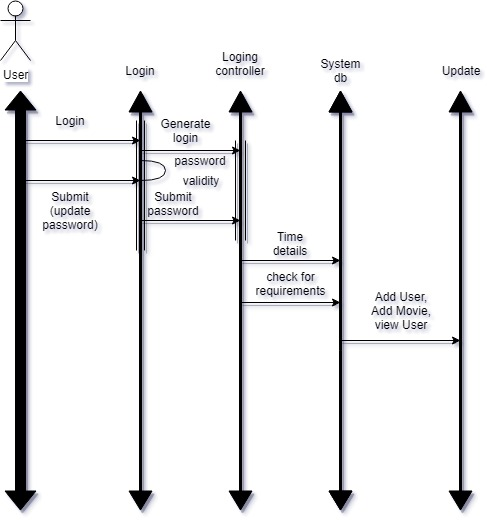 User
Login
Loging
controller
System
db
Update
Login
Generate
login
password
validity
Submit
(update
password)
Submit
password
Time
details
check for
requirements
Add User,
Add Movie,
view User